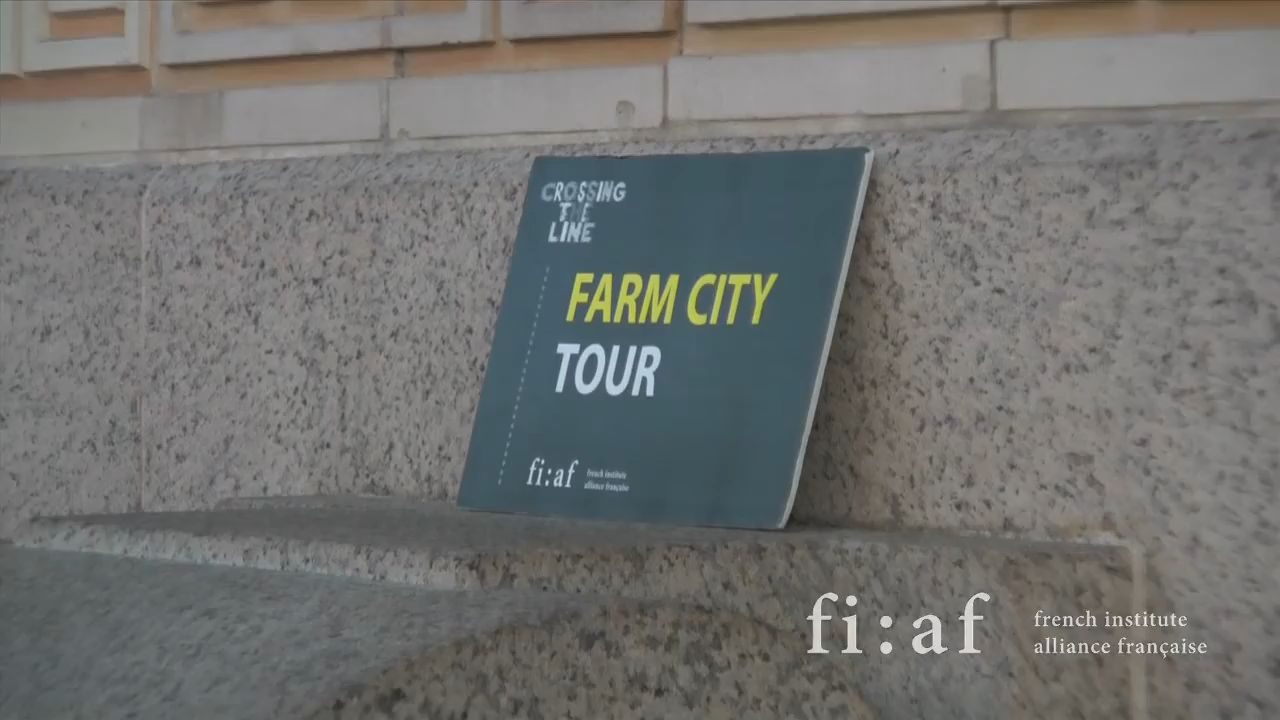 CROSSING
THE
LINE
FARM CITY
TOUR
fi:af
french institute
alliance française
fi:af
french institute
alliance française